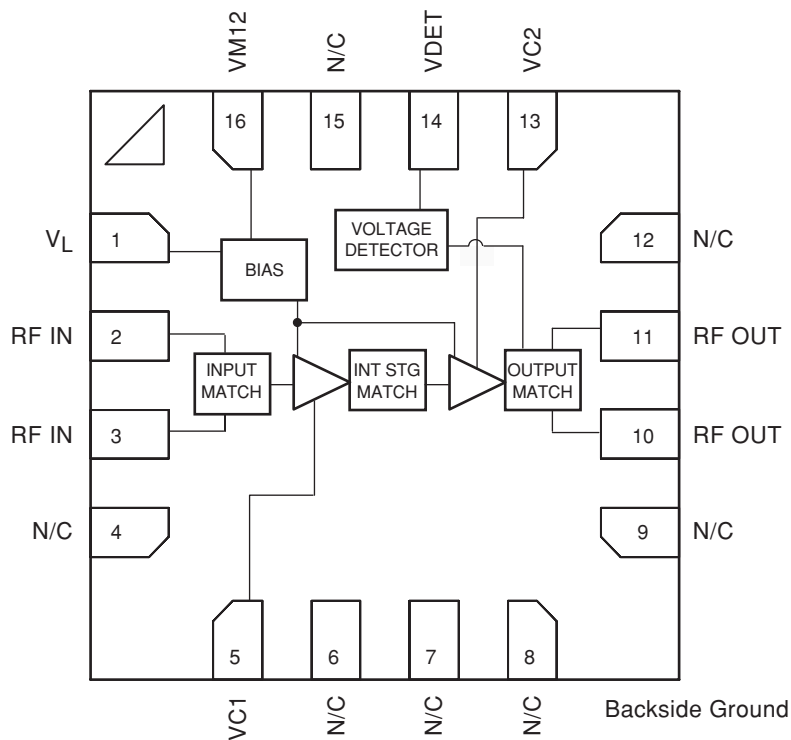 VM12
N/C
VDET
VC2
16
15
14
13
VL
1
BIAS
VOLTAGE
DETECTOR
12
N/C
RF IN
2
11
RF OUT
INPUT
MATCH
INT STG
MATCH
OUTPUT
MATCH
RF IN
3
10
RF OUT
N/C
4
9
N/C
5
6
7
8
VC1
N/C
N/C
N/C
Backside Ground